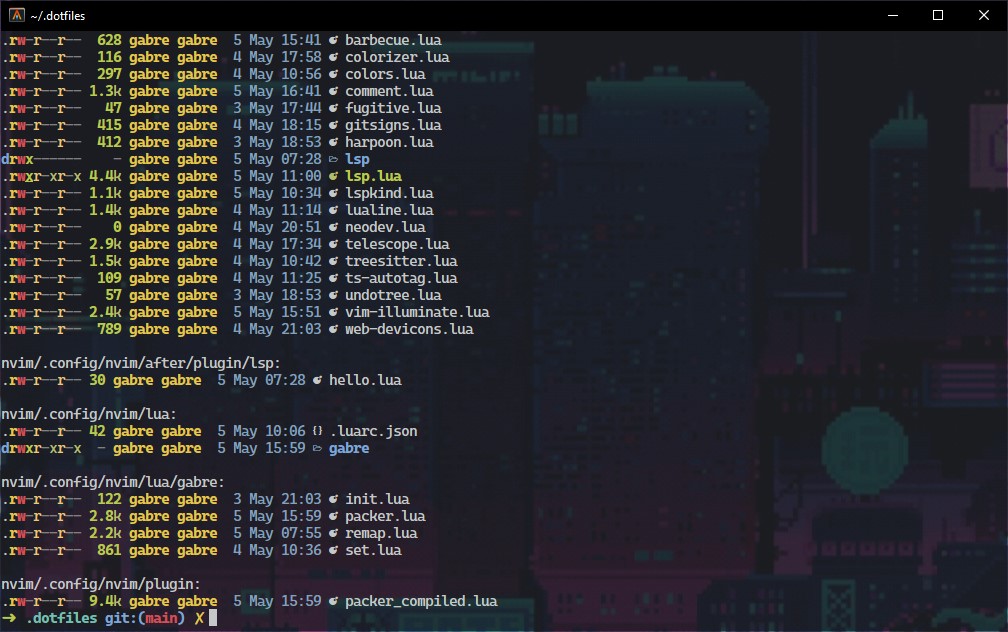 ~/.dotfiles
.rw-r--r-- 628 gabre gabre 5 May 15:41 barbecue.lua
.rw-r--r-- 116 gabre gabre 4 May 17:58 colorizer.lua
.rw-r--r-- 297 gabre gabre 4 May 10:56 colors.lua
.rw-r--r-- 1.3k gabre gabre 5 May 16:41 comment.lua
.rw-r--r-- 47 gabre gabre 3 May 17:44 fugitive.lua
.rw-r--r-- 415 gabre gabre 4 May 18:15 gitsigns.lua
.rw-r--r-- 412 gabre gabre 3 May 18:53 harpoon.lua
drwx------ - gabre gabre 5 May 07:28 lsp
.rwxr-xr-x 4.4k gabre gabre 5 May 11:00 lsp.lua
.rw-r--r-- 1.1k gabre gabre 5 May 10:34 lspkind.lua
.rw-r--r-- 1.4k gabre gabre 4 May 11:14 lualine.lua
.rw-r--r-- 0 gabre gabre 4 May 20:51 neodev.lua
.rw-r--r-- 2.9k gabre gabre 4 May 17:34 telescope.lua
.rw-r--r-- 1.5k gabre gabre 4 May 10:42 treesitter.lua
.rw-r--r-- 109 gabre gabre 4 May 11:25 ts-autotag.lua
.rw-r--r-- 57 gabre gabre 3 May 18:53 undotree.lua
.rw-r--r-- 2.4k gabre gabre 5 May 15:51 vim-illuminate.lua
.rw-r--r-- 789 gabre gabre 4 May 21:03 web-devicons.lua
nvim/.config/nvim/after/plugin/lsp:
.rw-r--r-- 30 gabre gabre 5 May 07:28 hello.lua
nvim/.config/nvim/lua:
.rw-r--r-- 42 gabre gabre 5 May 10:06 {} .luarc.json
drwxr-xr-x - gabre gabre 5 May 15:59 gabre
nvim/.config/nvim/lua/gabre:
.rw-r--r-- 122 gabre gabre 3 May 21:03 init.lua
.rw-r--r-- 2.8k gabre gabre 5 May 15:59 packer.lua
.rw-r--r-- 2.2k gabre gabre 5 May 07:55 remap.lua
.rw-r--r-- 861 gabre gabre 4 May 10:36 set.lua
nvim/.config/nvim/plugin:
.rw-r--r-- 9.4k gabre gabre 5 May 15:59 packer_compiled.lua
➜ .dotfiles git:(main) ✗